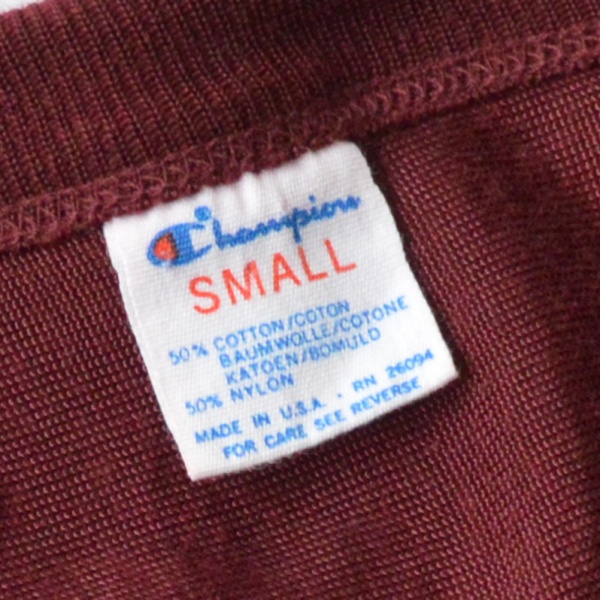 Champion®
SMALL
50% COTTON/COTON
BAUMWOLLE/COTONE
KATOEN/BOMULD
50% NYLON
MADE IN U.S.A. · RN 26094
FOR CARE SEE REVERSE